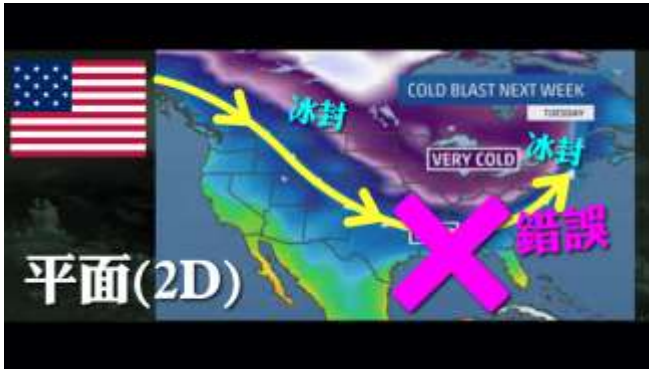 COLD BLAST NEXT WEEK
TUESDAY
冰封
VERY COLD
冰封
錯誤
平面(2D)